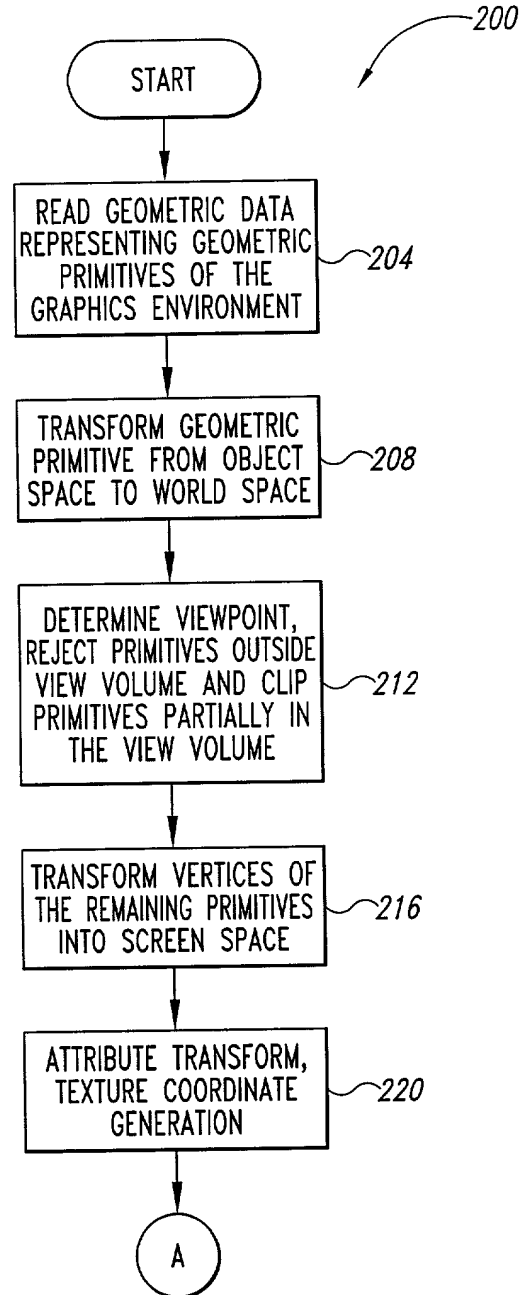 200
START
READ GEOMETRIC DATA
REPRESENTING GEOMETRIC
PRIMITIVES OF THE
GRAPHICS ENVIRONMENT
204
TRANSFORM GEOMETRIC
PRIMITIVE FROM OBJECT
SPACE TO WORLD SPACE
208
DETERMINE VIEWPOINT,
REJECT PRIMITIVES OUTSIDE
VIEW VOLUME AND CLIP
PRIMITIVES PARTIALLY IN
THE VIEW VOLUME
212
TRANSFORM VERTICES OF
THE REMAINING PRIMITIVES
INTO SCREEN SPACE
216
ATTRIBUTE TRANSFORM,
TEXTURE COORDINATE
GENERATION
220
A